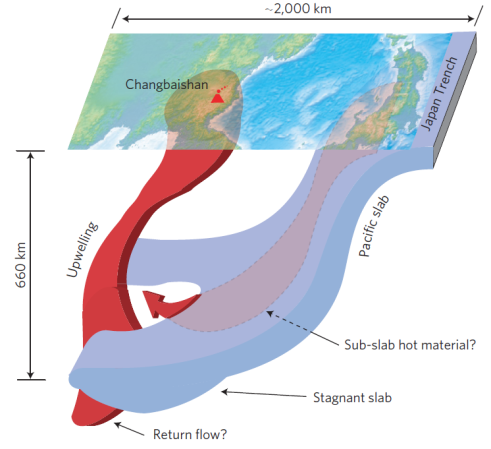 ~2,000 km
Changbaishan
Japan Trench
660 km
Upwelling
Pacific slab
Sub-slab hot material?
Stagnant slab
Return flow?